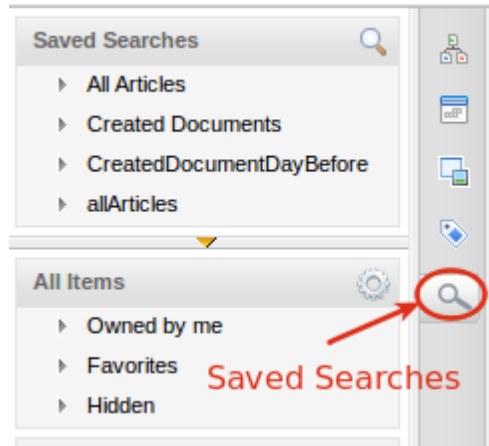 Saved Searches
All Articles
Created Documents
CreatedDocumentDayBefore
allArticles
All Items
Owned by me
Favorites
Hidden
Saved Searches